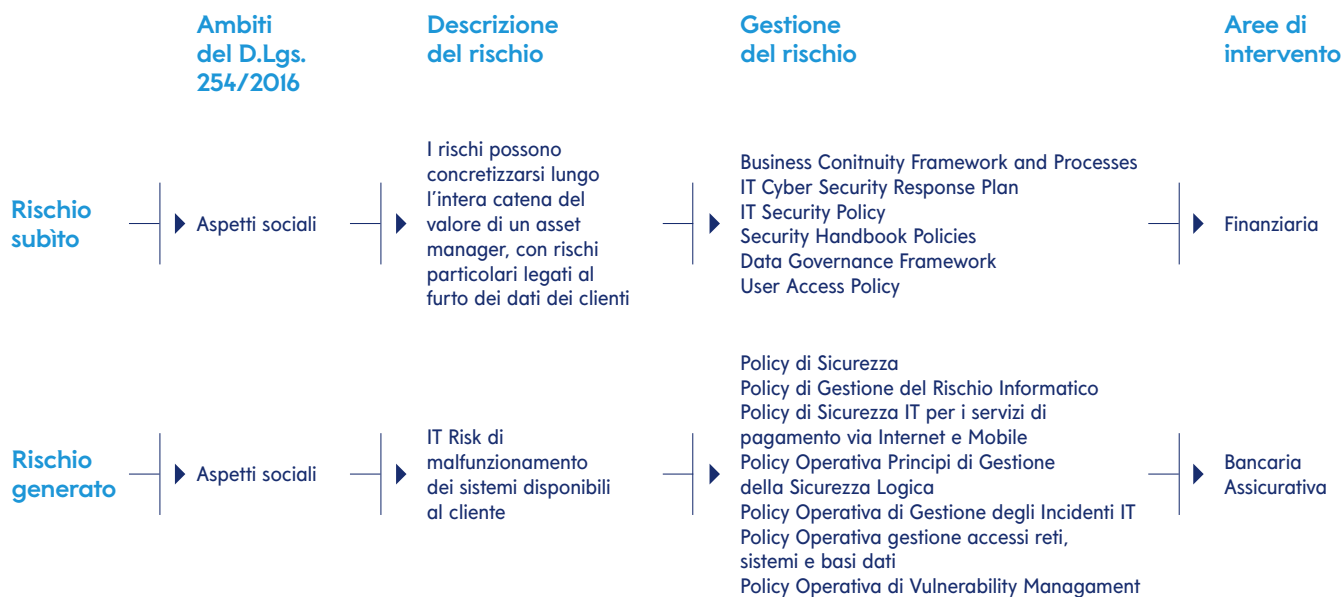 Ambiti
del D.Lgs.
254/2016
Descrizione
del rischio
Gestione
del rischio
Aree di
intervento
Rischio
subìto
Aspetti sociali
I rischi possono
concretizzarsi lungo
l'intera catena del
valore di un asset
manager, con rischi
particolari legati al
furto dei dati dei clienti
Business Conitnuity Framework and Processes
IT Cyber Security Response Plan
IT Security Policy
Security Handbook Policies
Data Governance Framework
User Access Policy
Finanziaria
Rischio
generato
Aspetti sociali
IT Risk di
malfunzionamento
dei sistemi disponibili
al cliente
Policy di Sicurezza
Policy di Gestione del Rischio Informatico
Policy di Sicurezza IT per i servizi di
pagamento via Internet e Mobile
Policy Operativa Principi di Gestione
della Sicurezza Logica
Policy Operativa di Gestione degli Incidenti IT
Policy Operativa gestione accessi reti,
sistemi e basi dati
Policy Operativa di Vulnerability Managament
Bancaria
Assicurativa